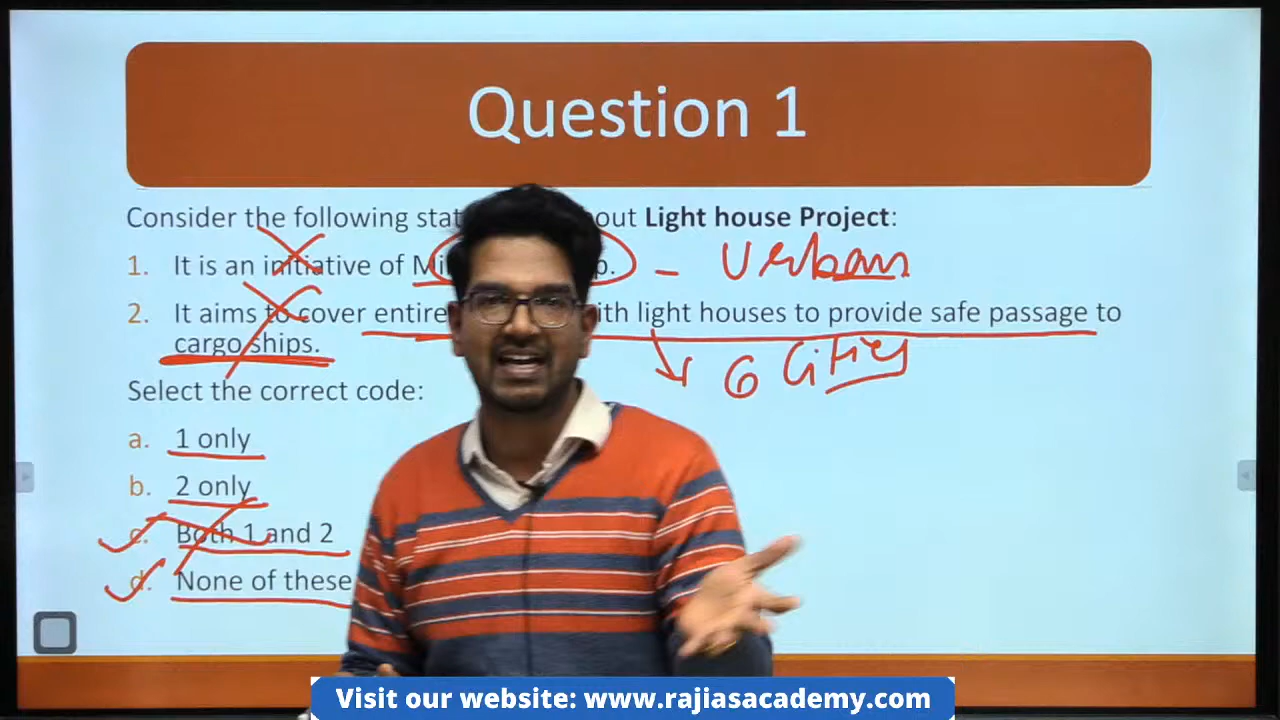 Question 1
Consider the following stat out Light house Project:
1. It is an initiative of Mi p. - Urban
2. It aims to cover entire ith light houses to provide safe passage to
cargo ships.
6 Cities
Select the correct code:
a. 1 only
b. 2 only
c. Both 1 and 2
d. None of these
Visit our website: www.rajiasacademy.com